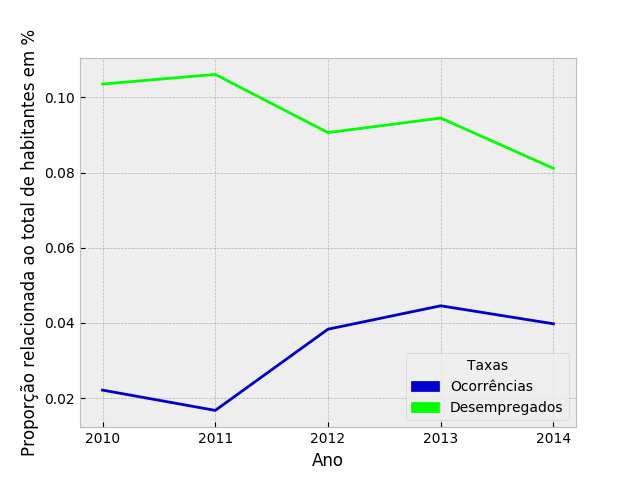 Proporção relacionada ao total de habitantes em %
0.10
0.08
0.06
0.04
0.02
2010 2011 2012 2013 2014
Ano
Taxas
Ocorrências
Desempregados